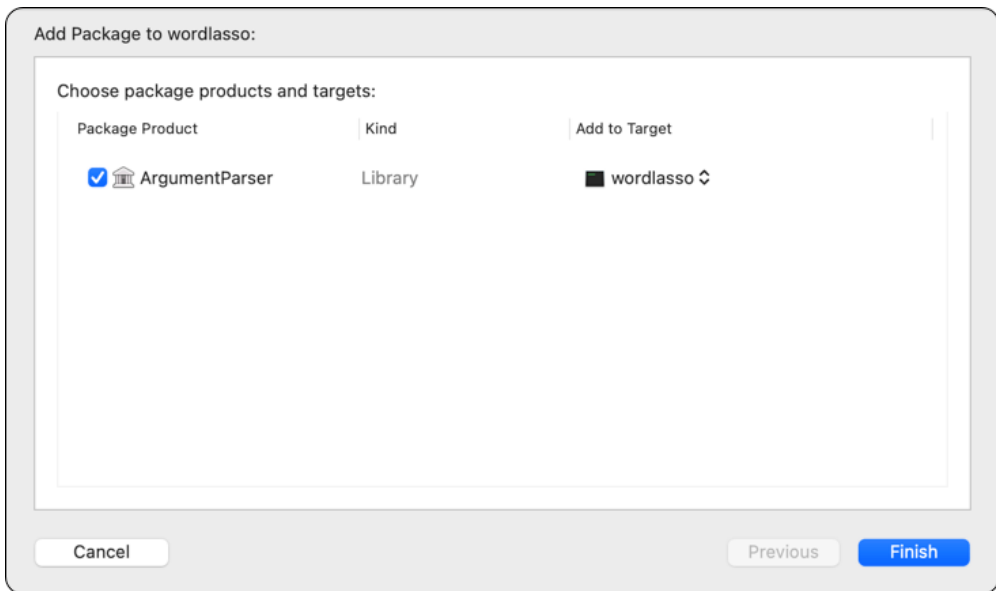 Add Package to wordlasso:
Choose package products and targets:
Package Product Kind Add to Target
ArgumentParser Library wordlasso
Cancel Previous Finish